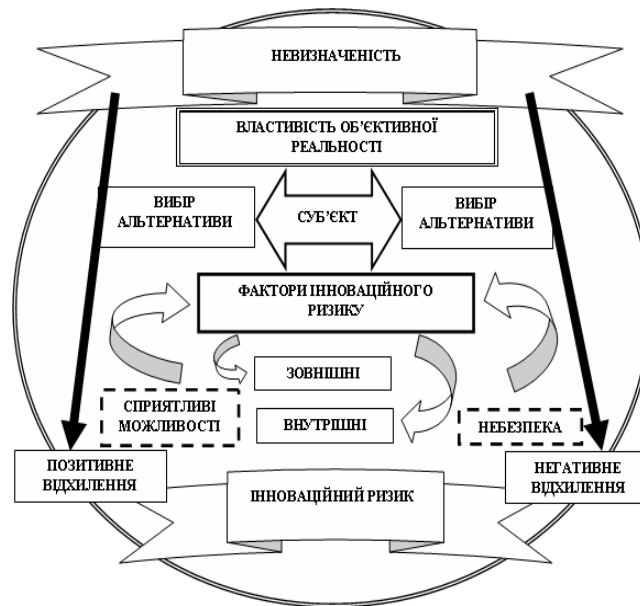 НЕВИЗНАЧЕНІСТЬ
ВЛАСТИВІСТЬ ОБ’ЄКТИВНОЇ
РЕАЛЬНОСТІ
ВИБІР
АЛЬТЕРНАТИВИ
СУБ’ЄКТ
ВИБІР
АЛЬТЕРНАТИВИ
ФАКТОРИ ІННОВАЦІЙНОГО
РИЗИКУ
ЗОВНІШНІ
СПРИЯТЛИВІ
МОЖЛИВОСТІ
ВНУТРІШНІ
НЕБЕЗПЕКА
ПОЗИТИВНЕ
ВІДХИЛЕННЯ
ІННОВАЦІЙНИЙ РИЗИК
НЕГАТИВНЕ
ВІДХИЛЕННЯ